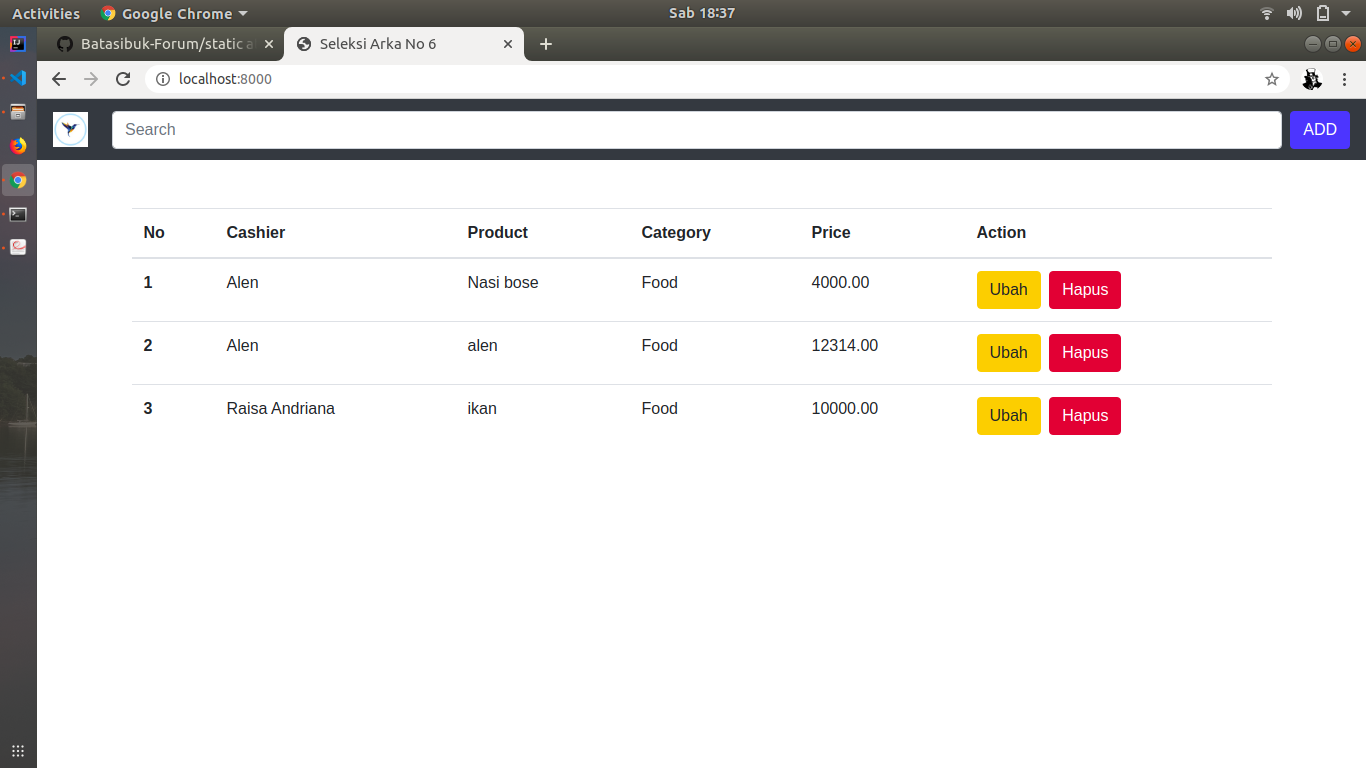 Activities Google Chrome Sab 18:37
Batasibuk-Forum/static a Seleksi Arka No 6
localhost:8000
Search ADD
No Cashier Product Category Price Action
1 Alen Nasi bose Food 4000.00 Ubah Hapus
2 Alen alen Food 12314.00 Ubah Hapus
3 Raisa Andriana ikan Food 10000.00 Ubah Hapus